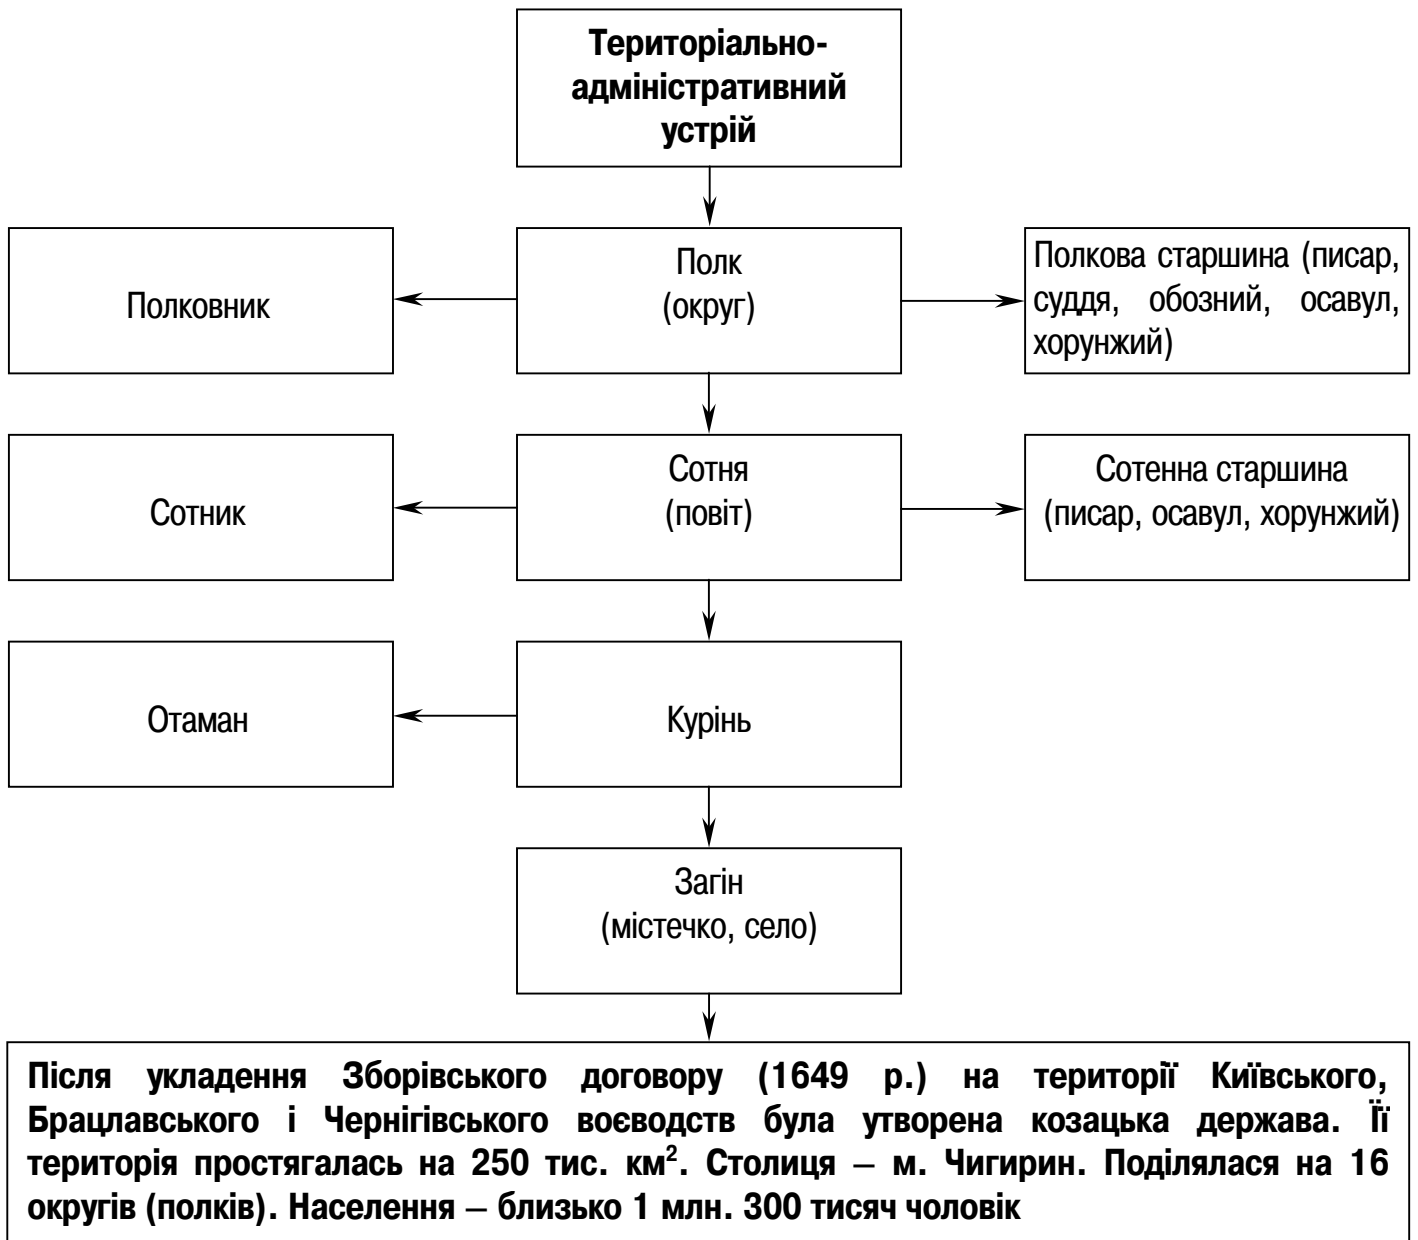 Територіально-
адміністративний
устрій
Полковник
Полк
(округ)
Полкова старшина (писар,
суддя, обозний, осавул,
хорунжий)
Сотник
Сотня
(повіт)
Сотенна старшина
(писар, осавул, хорунжий)
Отаман
Курінь
Загін
(містечко, село)
Після укладення Зборівського договору (1649 р.) на території Київського,
Брацлавського і Чернігівського воєводств була утворена козацька держава. Її
територія простягалась на 250 тис. км². Столиця – м. Чигирин. Поділялася на 16
округів (полків). Населення – близько 1 млн. 300 тисяч чоловік